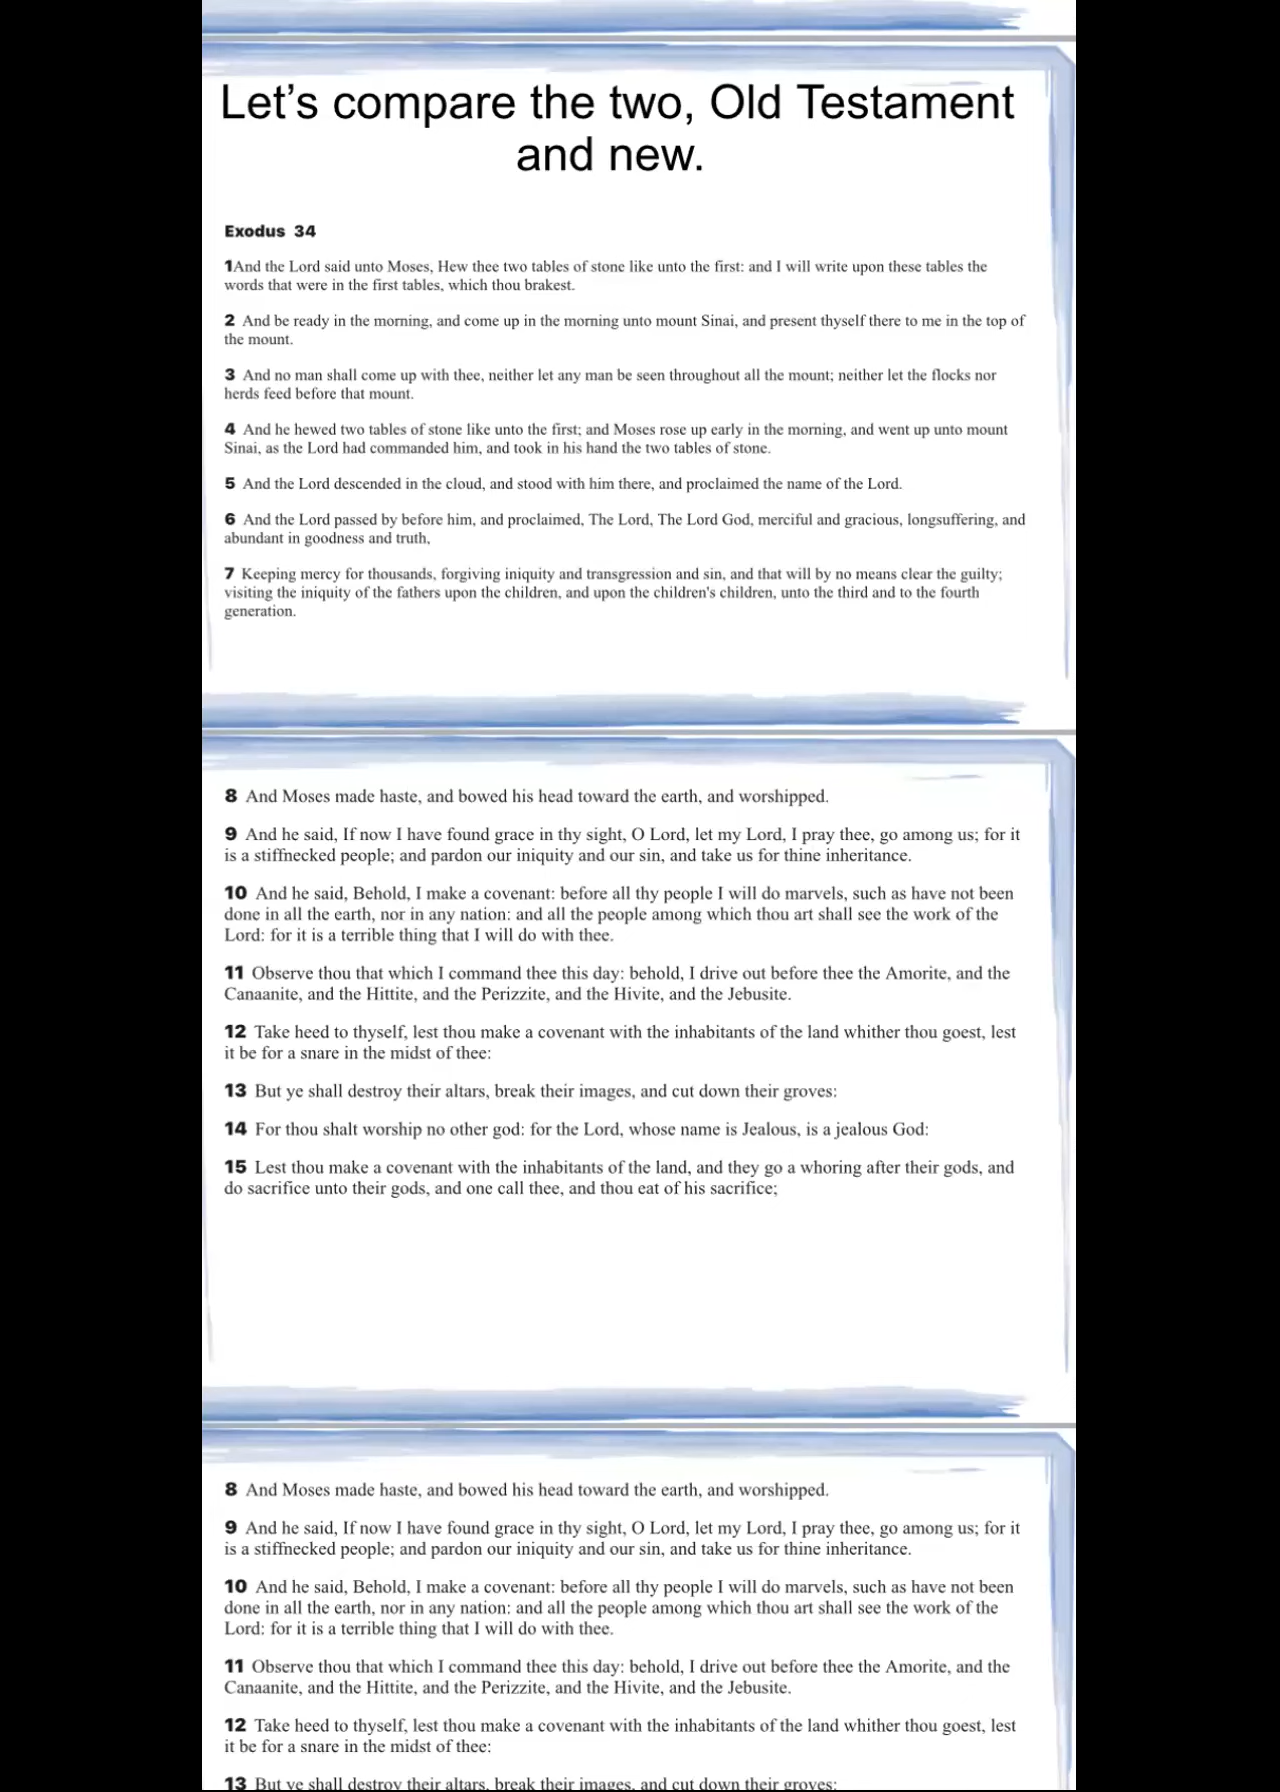 Let’s compare the two, Old Testament
and new.
Exodus 34
1And the Lord said unto Moses, Hew thee two tables of stone like unto the first: and I will write upon these tables the
words that were in the first tables, which thou brakest.
2 And be ready in the morning, and come up in the morning unto mount Sinai, and present thyself there to me in the top of
the mount.
3 And no man shall come up with thee, neither let any man be seen throughout all the mount; neither let the flocks nor
herds feed before that mount.
4 And he hewed two tables of stone like unto the first; and Moses rose up early in the morning, and went up unto mount
Sinai, as the Lord had commanded him, and took in his hand the two tables of stone.
5 And the Lord descended in the cloud, and stood with him there, and proclaimed the name of the Lord.
6 And the Lord passed by before him, and proclaimed, The Lord, The Lord God, merciful and gracious, longsuffering, and
abundant in goodness and truth,
7 Keeping mercy for thousands, forgiving iniquity and transgression and sin, and that will by no means clear the guilty;
visiting the iniquity of the fathers upon the children, and upon the children's children, unto the third and to the fourth
generation.
8 And Moses made haste, and bowed his head toward the earth, and worshipped.
9 And he said, If now I have found grace in thy sight, O Lord, let my Lord, I pray thee, go among us; for it
is a stiffnecked people; and pardon our iniquity and our sin, and take us for thine inheritance.
10 And he said, Behold, I make a covenant: before all thy people I will do marvels, such as have not been
done in all the earth, nor in any nation: and all the people among which thou art shall see the work of the
Lord: for it is a terrible thing that I will do with thee.
11 Observe thou that which I command thee this day: behold, I drive out before thee the Amorite, and the
Canaanite, and the Hittite, and the Perizzite, and the Hivite, and the Jebusite.
12 Take heed to thyself, lest thou make a covenant with the inhabitants of the land whither thou goest, lest
it be for a snare in the midst of thee:
13 But ye shall destroy their altars, break their images, and cut down their groves:
14 For thou shalt worship no other god: for the Lord, whose name is Jealous, is a jealous God:
15 Lest thou make a covenant with the inhabitants of the land, and they go a whoring after their gods, and
do sacrifice unto their gods, and one call thee, and thou eat of his sacrifice;
8 And Moses made haste, and bowed his head toward the earth, and worshipped.
9 And he said, If now I have found grace in thy sight, O Lord, let my Lord, I pray thee, go among us; for it
is a stiffnecked people; and pardon our iniquity and our sin, and take us for thine inheritance.
10 And he said, Behold, I make a covenant: before all thy people I will do marvels, such as have not been
done in all the earth, nor in any nation: and all the people among which thou art shall see the work of the
Lord: for it is a terrible thing that I will do with thee.
11 Observe thou that which I command thee this day: behold, I drive out before thee the Amorite, and the
Canaanite, and the Hittite, and the Perizzite, and the Hivite, and the Jebusite.
12 Take heed to thyself, lest thou make a covenant with the inhabitants of the land whither thou goest, lest
it be for a snare in the midst of thee:
13 But ye shall destroy their altars, break their images, and cut down their groves: